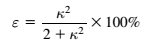 ε = κ² / (2 + κ²) × 100%